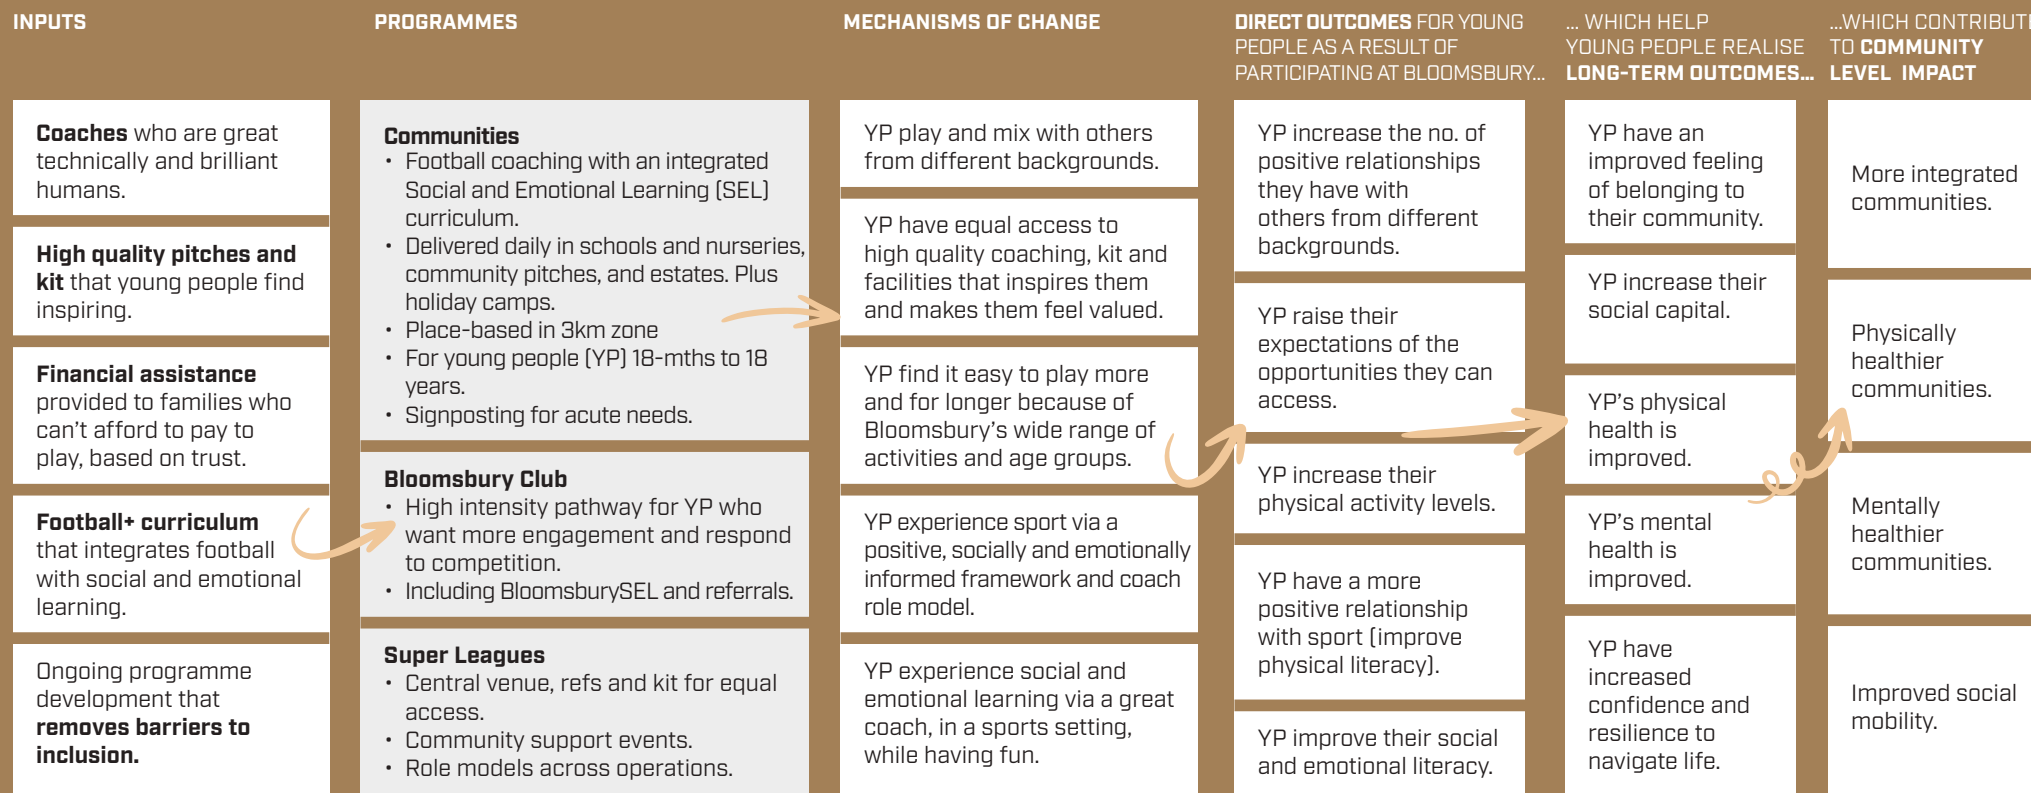 INPUTS
Coaches who are great
technically and brilliant
humans.
High quality pitches and
kit that young people find
inspiring.
Financial assistance
provided to families who
can’t afford to pay to
play, based on trust.
Football+ curriculum
that integrates football
with social and emotional
learning.
Ongoing programme
development that
removes barriers to
inclusion.
PROGRAMMES
Communities
• Football coaching with an integrated
Social and Emotional Learning (SEL)
curriculum.
• Delivered daily in schools and nurseries,
community pitches, and estates. Plus
holiday camps.
• Place-based in 3km zone
• For young people (YP) 18-mths to 18
years.
• Signposting for acute needs.
Bloomsbury Club
• High intensity pathway for YP who
want more engagement and respond
to competition.
• Including BloomsburySEL and referrals.
Super Leagues
• Central venue, refs and kit for equal
access.
• Community support events.
• Role models across operations.
MECHANISMS OF CHANGE
YP play and mix with others
from different backgrounds.
YP have equal access to
high quality coaching, kit and
facilities that inspires them
and makes them feel valued.
YP find it easy to play more
and for longer because of
Bloomsbury’s wide range of
activities and age groups.
YP experience sport via a
positive, socially and emotionally
informed framework and coach
role model.
YP experience social and
emotional learning via a great
coach, in a sports setting,
while having fun.
DIRECT OUTCOMES FOR YOUNG
PEOPLE AS A RESULT OF
PARTICIPATING AT BLOOMSBURY...
YP increase the no. of
positive relationships
they have with
others from different
backgrounds.
YP raise their
expectations of the
opportunities they can
access.
YP increase their
physical activity levels.
YP have a more
positive relationship
with sport (improve
physical literacy).
YP improve their social
and emotional literacy.
... WHICH HELP
YOUNG PEOPLE REALISE
LONG-TERM OUTCOMES...
YP have an
improved feeling
of belonging to
their community.
YP increase their
social capital.
YP’s physical
health is
improved.
YP’s mental
health is
improved.
YP have
increased
confidence and
resilience to
navigate life.
...WHICH CONTRIBUTE
TO COMMUNITY
LEVEL IMPACT
More integrated
communities.
Physically
healthier
communities.
Mentally
healthier
communities.
Improved social
mobility.